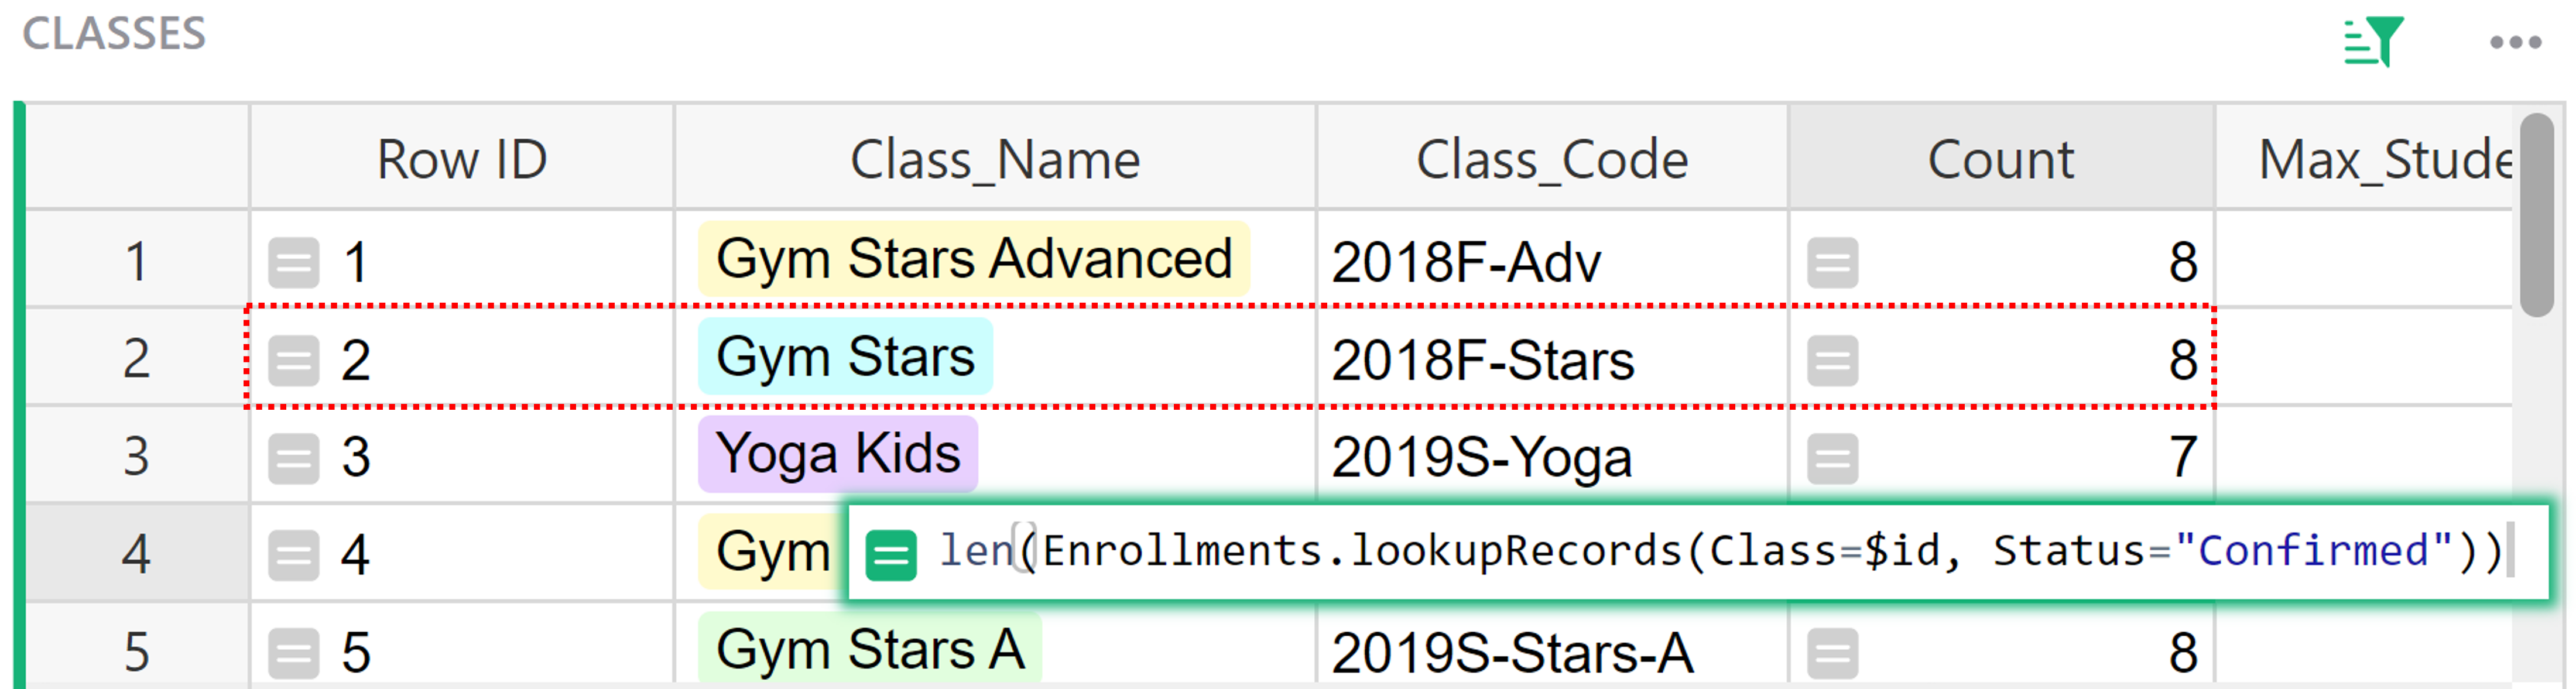 CLASSES
Row ID Class_Name Class_Code Count Max_Stude
1 1 Gym Stars Advanced 2018F-Adv 8
2 2 Gym Stars 2018F-Stars 8
3 3 Yoga Kids 2019S-Yoga 7
4 4 Gym len(Enrollments.lookupRecords(Class=$id, Status="Confirmed"))
5 5 Gym Stars A 2019S-Stars-A 8